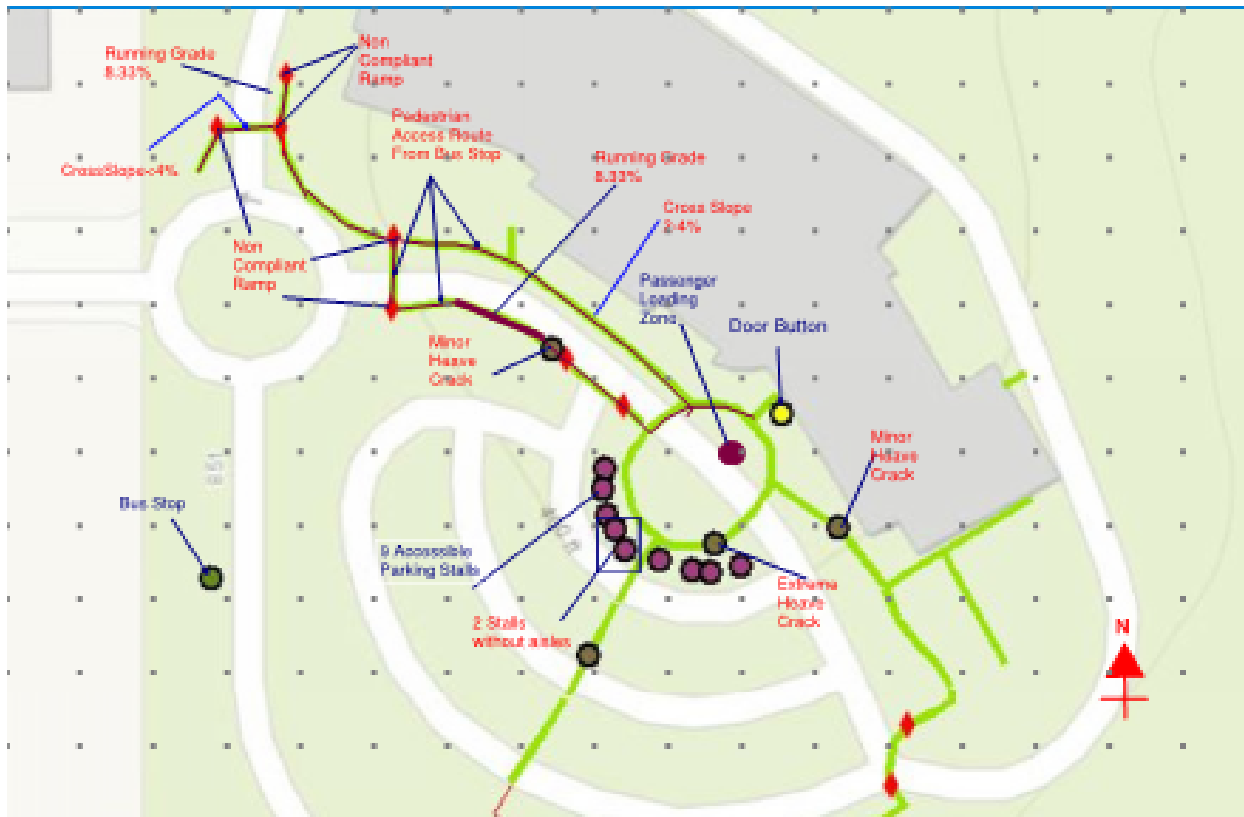 Running Grade
8.33%
Non
Compliant
Ramp
Pedestrian
Access Route
From Bus Stop
CrossSlope<4%
Running Grade
8.33%
Cross Slope
2-4%
Non
Compliant
Ramp
Passenger
Loading
Zone
Door Button
Minor
Heave
Crack
Minor
Heave
Crack
851
Bus Stop
9 Accessible
Parking Stalls
Extreme
Heave
Crack
2 Stalls
without aisles
N